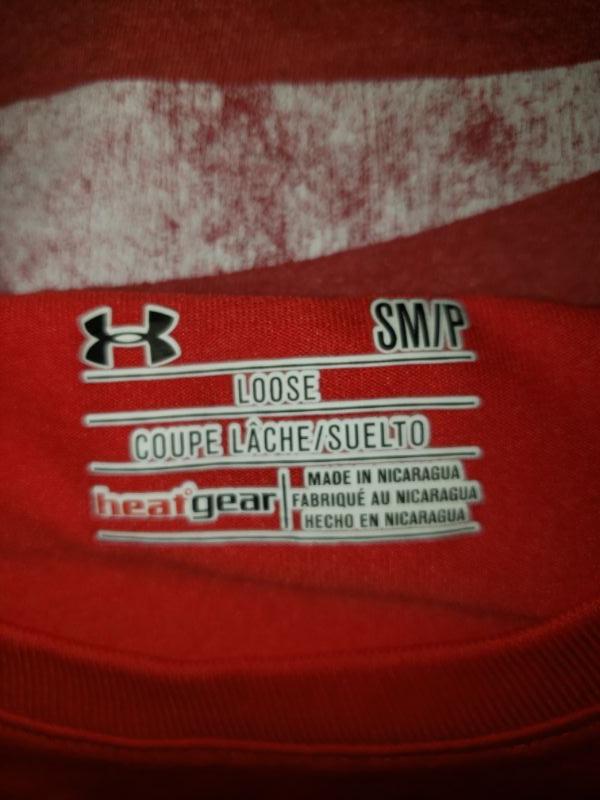 SM/P
LOOSE
COUPE LÂCHE/SUELTO
heatgear
MADE IN NICARAGUA
FABRIQUÉ AU NICARAGUA
HECHO EN NICARAGUA